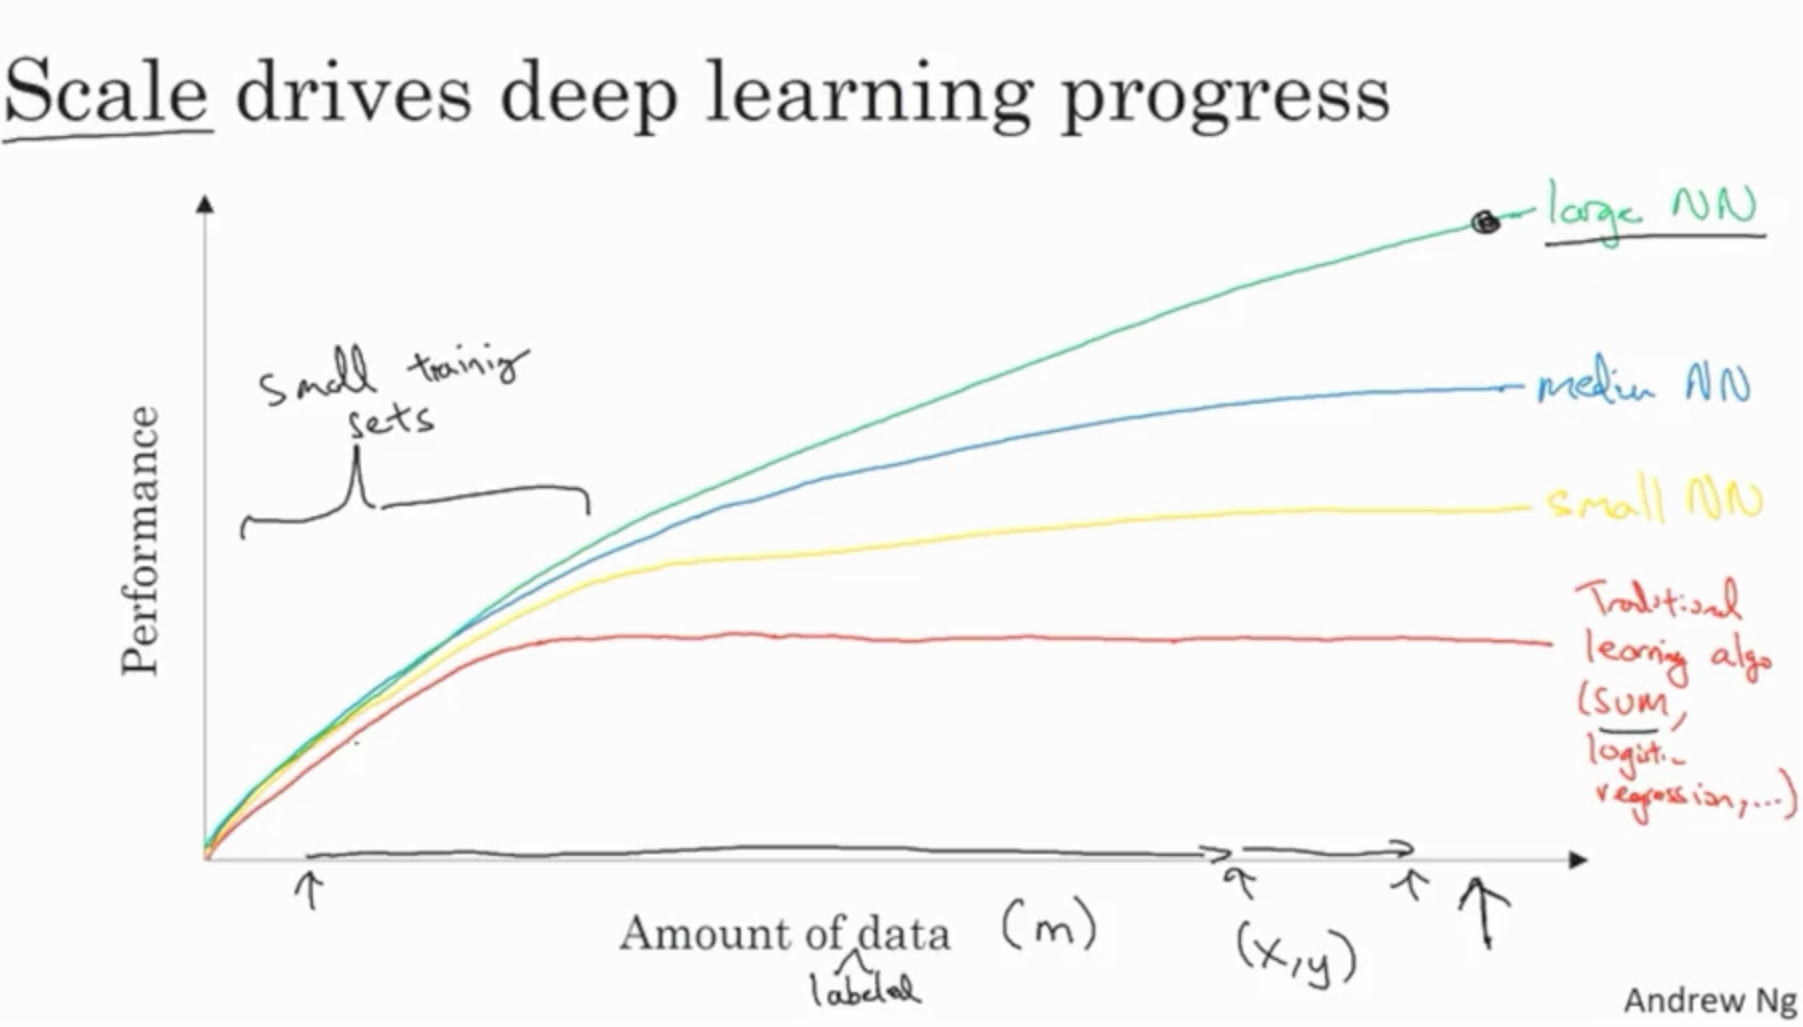 Scale drives deep learning progress
large NN
small training
sets
medium NN
small NN
Traditional
learning algo
(SVM,
logistic
regression,...)
Performance
Amount of data (m)
labeled
(x,y)
Andrew Ng